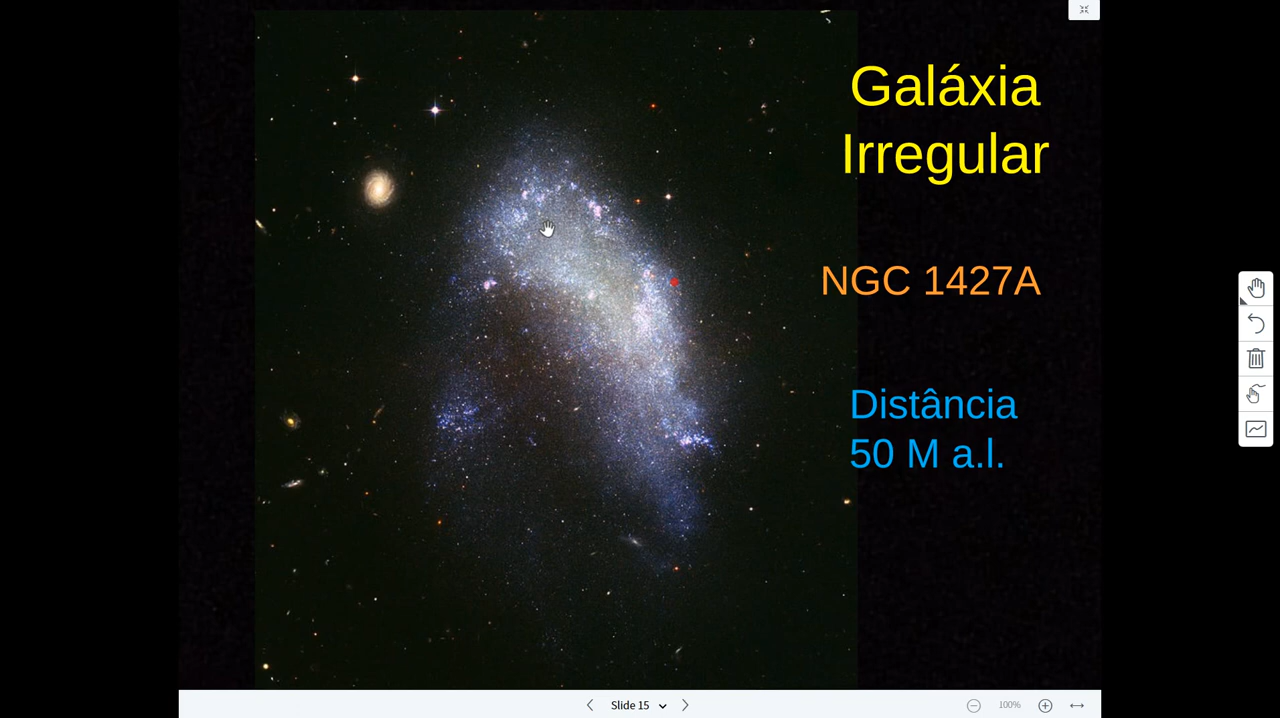 Galáxia
Irregular
NGC 1427A
Distância
50 M a.l.
Slide 15
100%